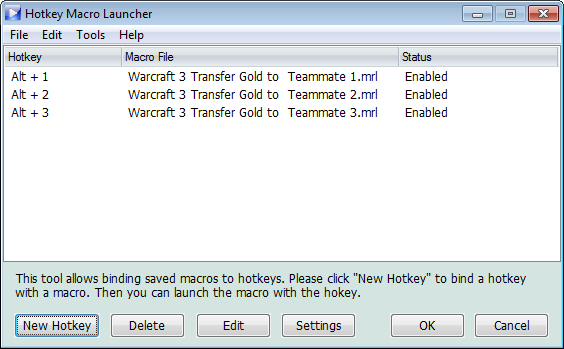 Hotkey Macro Launcher
File Edit Tools Help
Hotkey Macro File Status
Alt + 1 Warcraft 3 Transfer Gold to Teammate 1.mrl Enabled
Alt + 2 Warcraft 3 Transfer Gold to Teammate 2.mrl Enabled
Alt + 3 Warcraft 3 Transfer Gold to Teammate 3.mrl Enabled
This tool allows binding saved macros to hotkeys. Please click "New Hotkey" to bind a hotkey
with a macro. Then you can launch the macro with the hokey.
New Hotkey Delete Edit Settings OK Cancel